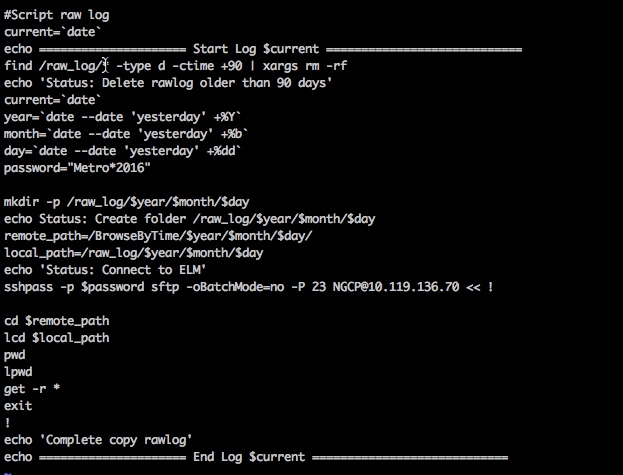 #Script raw log
current=`date`
echo ===================== Start Log $current ============================
find /raw_log/* -type d -ctime +90 | xargs rm -rf
echo 'Status: Delete rawlog older than 90 days'
current=`date`
year=`date --date 'yesterday' +%Y`
month=`date --date 'yesterday' +%b`
day=`date --date 'yesterday' +%dd`
password="Metro*2016"
mkdir -p /raw_log/$year/$month/$day
echo Status: Create folder /raw_log/$year/$month/$day
remote_path=/BrowseByTime/$year/$month/$day/
local_path=/raw_log/$year/$month/$day
echo 'Status: Connect to ELM'
sshpass -p $password sftp -oBatchMode=no -P 23 NGCP@10.119.136.70 << !
cd $remote_path
lcd $local_path
pwd
lpwd
get -r *
exit
!
echo 'Complete copy rawlog'
echo ===================== End Log $current ============================
~